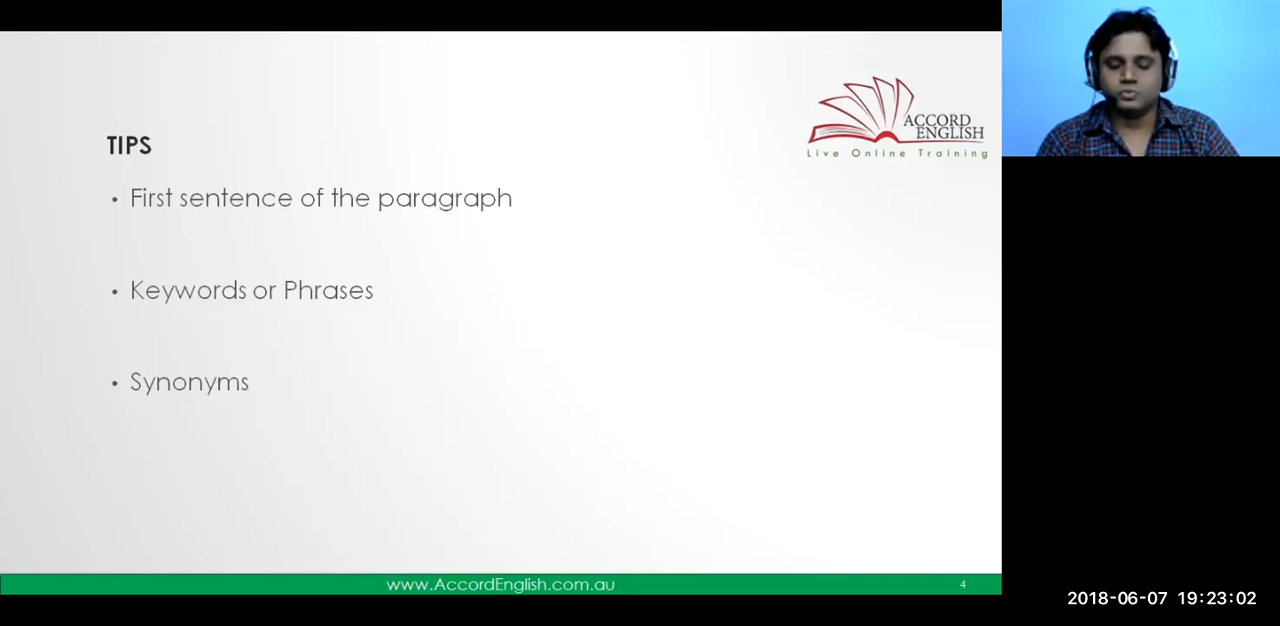 ACCORD
ENGLISH
Live Online Training
TIPS
• First sentence of the paragraph
• Keywords or Phrases
• Synonyms
www.AccordEnglish.com.au
4
2018-06-07 19:23:02